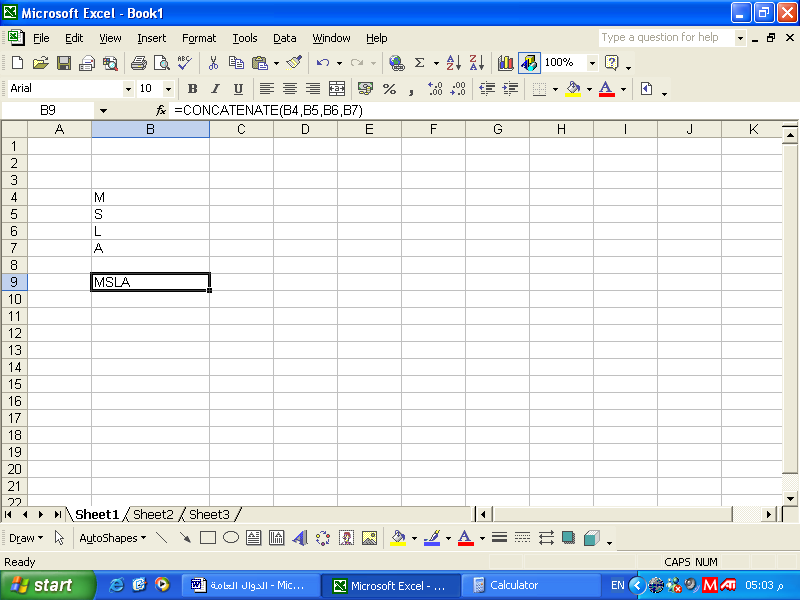 Microsoft Excel - Book1
File Edit View Insert Format Tools Data Window Help
Type a question for help
100%
Arial 10 B I U
B9 fx =CONCATENATE(B4,B5,B6,B7)
A B C D E F G H I J K
1
2
3
4 M
5 S
6 L
7 A
8
9 MSLA
10
11
12
13
14
15
16
17
18
19
20
21
22
Sheet1 Sheet2 Sheet3
Draw AutoShapes
Ready CAPS NUM
start الدوال العامة - Mic... Microsoft Excel - ... Calculator EN 05:03 م